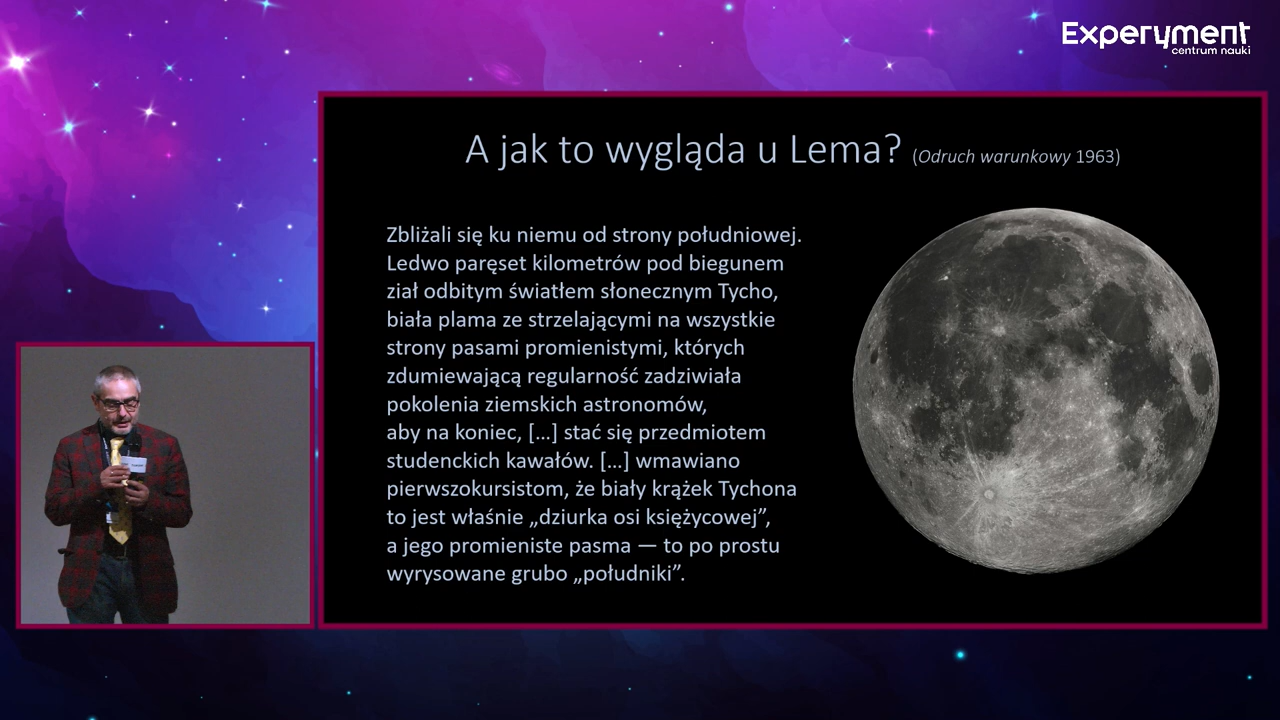 Experyment
centrum nauki
A jak to wygląda u Lema? (Odruch warunkowy 1963)
Zbliżali się ku niemu od strony południowej.
Ledwo paręset kilometrów pod biegunem
ział odbitym światłem słonecznym Tycho,
biała plama ze strzelającymi na wszystkie
strony pasami promienistymi, których
zdumiewającą regularność zadziwiała
pokolenia ziemskich astronomów,
aby na koniec, […] stać się przedmiotem
studenckich kawałów. […] wmawiano
pierwszokursistom, że biały krążek Tychona
to jest właśnie „dziurka osi księżycowej”,
a jego promieniste pasma — to po prostu
wyrysowane grubo „południki”.